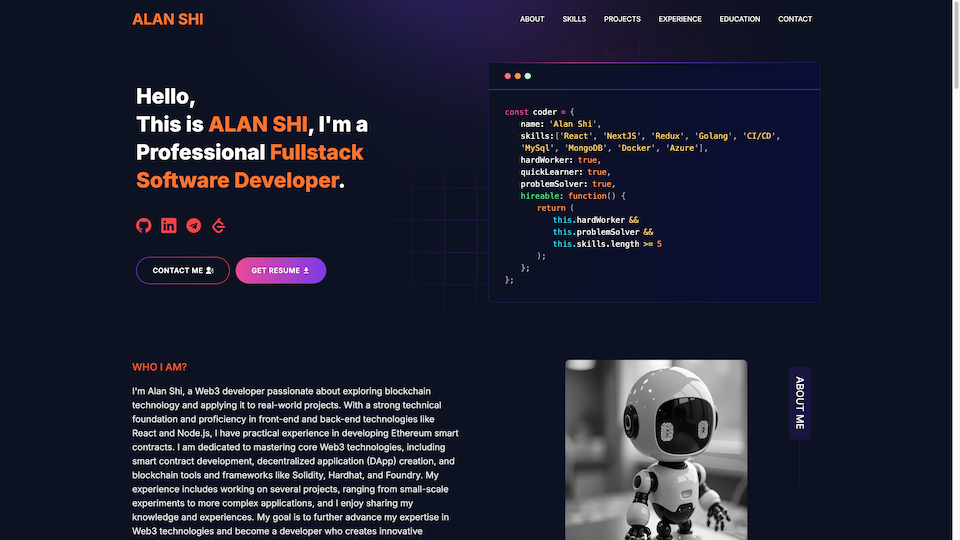 ALAN SHI
ABOUT SKILLS PROJECTS EXPERIENCE EDUCATION CONTACT
Hello,
This is ALAN SHI, I'm a
Professional Fullstack
Software Developer.
CONTACT ME
GET RESUME
const coder = {
name: 'Alan Shi',
skills:['React', 'NextJS', 'Redux', 'Golang', 'CI/CD',
'MySql', 'MongoDB', 'Docker', 'Azure'],
hardWorker: true,
quickLearner: true,
problemSolver: true,
hireable: function() {
return (
this.hardWorker &&
this.problemSolver &&
this.skills.length >= 5
);
};
};
WHO I AM?
I'm Alan Shi, a Web3 developer passionate about exploring blockchain
technology and applying it to real-world projects. With a strong technical
foundation and proficiency in front-end and back-end technologies like
React and Node.js, I have practical experience in developing Ethereum smart
contracts. I am dedicated to mastering core Web3 technologies, including
smart contract development, decentralized application (DApp) creation, and
blockchain tools and frameworks like Solidity, Hardhat, and Foundry. My
experience includes working on several projects, ranging from small-scale
experiments to more complex applications, and I enjoy sharing my
knowledge and experiences. My goal is to further advance my expertise in
Web3 technologies and become a developer who creates innovative
ABOUT ME